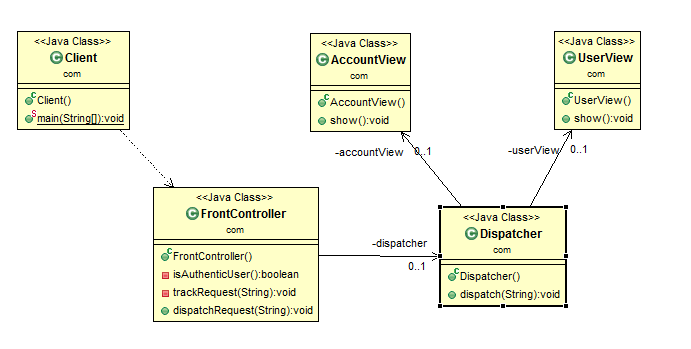 <<Java Class>>
Client
com
Client()
main(String[]):void
<<Java Class>>
AccountView
com
AccountView()
show():void
<<Java Class>>
UserView
com
UserView()
show():void
-accountView 0..1
-userView 0..1
<<Java Class>>
FrontController
com
FrontController()
isAuthenticUser():boolean
trackRequest(String):void
dispatchRequest(String):void
-dispatcher
0..1
<<Java Class>>
Dispatcher
com
Dispatcher()
dispatch(String):void